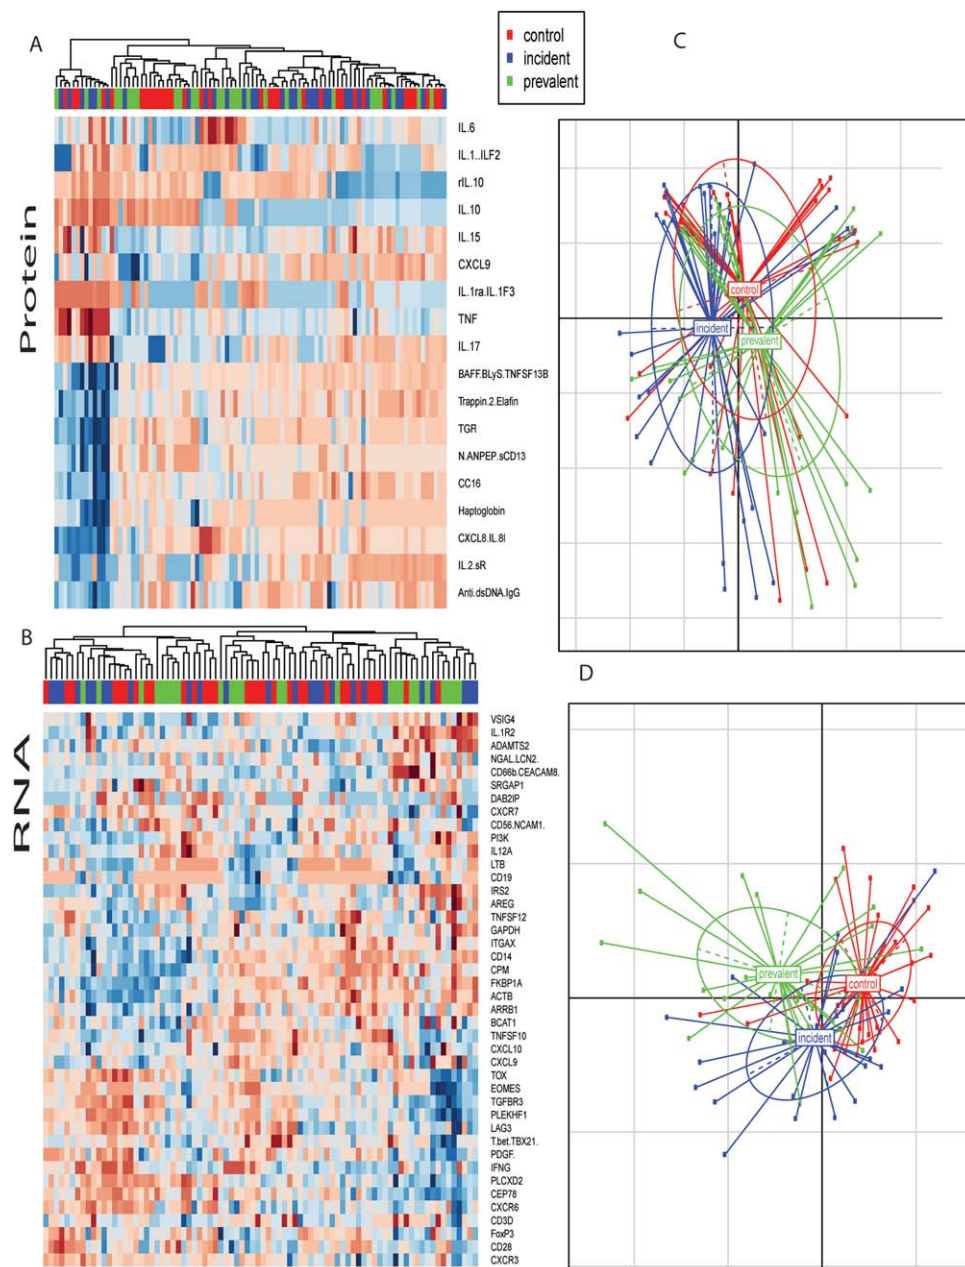 A
control
incident
prevalent
C
Protein
IL.6
IL.1..ILF2
rIL.10
IL.10
IL.15
CXCL9
IL.1ra.IL.1F3
TNF
IL.17
BAFF.BLyS.TNFSF13B
Trappin.2.Elafin
TGFl
N.ANPEP.sCD13
CC16
Haptoglobin
CXCL8.IL.8l
IL.2.sR
Anti.dsDNA.IgG
control
incident
prevalent
B
D
RNA
VSIG4
IL.1R2
ADAMTS2
NGAL.LCN2.
CD66b.CEACAM8.
SRGAP1
DAB2IP
CXCR7
CD56.NCAM1.
PI3K
IL12A
LTB
CD19
IRS2
AREG
TNFSF12
GAPDH
ITGAX
CD14
CPM
FKBP1A
ACTB
ARRB1
BCAT1
TNFSF10
CXCL10
CXCL9
TOX
EOMES
TGFBR3
PLEKHF1
LAG3
T.bet.TBX21.
PDGF.
IFNG
PLCXD2
CEP78
CXCR6
CD3D
FoxP3
CD28
CXCR3
prevalent
control
incident